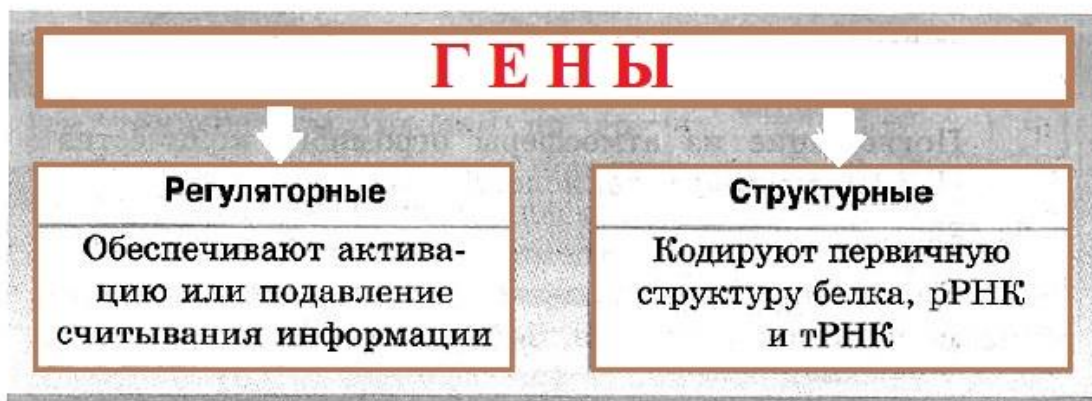 ГЕНЫ
Регуляторные
Обеспечивают актива-
цию или подавление
считывания информации
Структурные
Кодируют первичную
структуру белка, рРНК
и тРНК